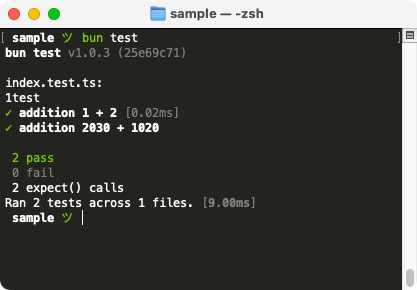 sample — -zsh
[ sample ツ bun test ]
bun test v1.0.3 (25e69c71)
index.test.ts:
1test
✓ addition 1 + 2 [0.02ms]
✓ addition 2030 + 1020
2 pass
0 fail
2 expect() calls
Ran 2 tests across 1 files. [9.00ms]
sample ツ